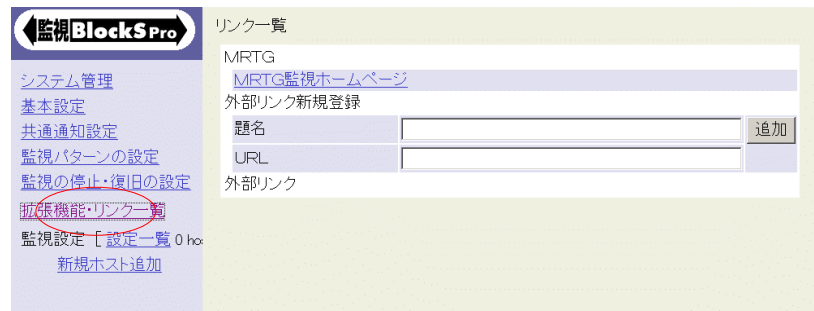 監視BlockS Pro
システム管理
基本設定
共通通知設定
監視パターンの設定
監視の停止・復旧の設定
拡張機能・リンク一覧
監視設定 [ 設定一覧 0 ho
新規ホスト追加
リンク一覧
MRTG
MRTG監視ホームページ
外部リンク新規登録
題名
追加
URL
外部リンク